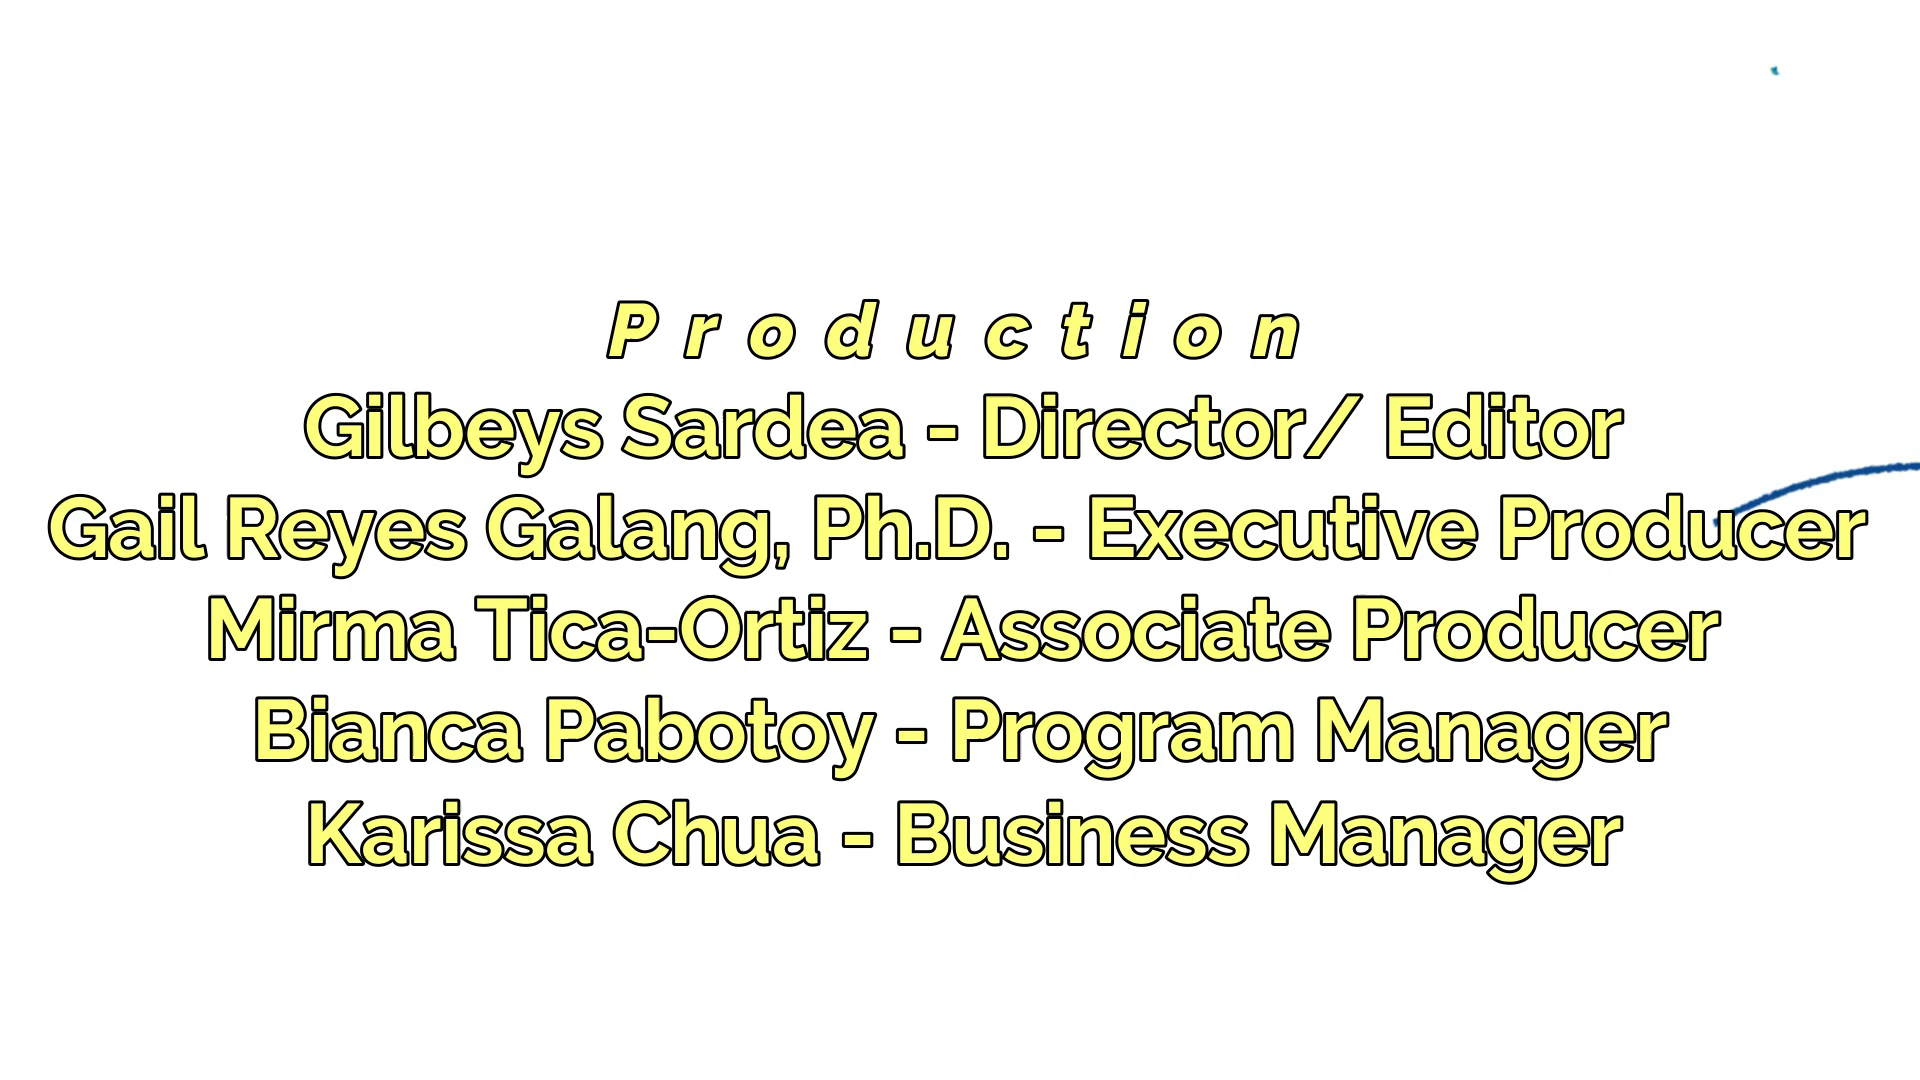 Production
Gilbeys Sardea - Director/ Editor
Gail Reyes Galang, Ph.D. - Executive Producer
Mirma Tica-Ortiz - Associate Producer
Bianca Pabotoy - Program Manager
Karissa Chua - Business Manager